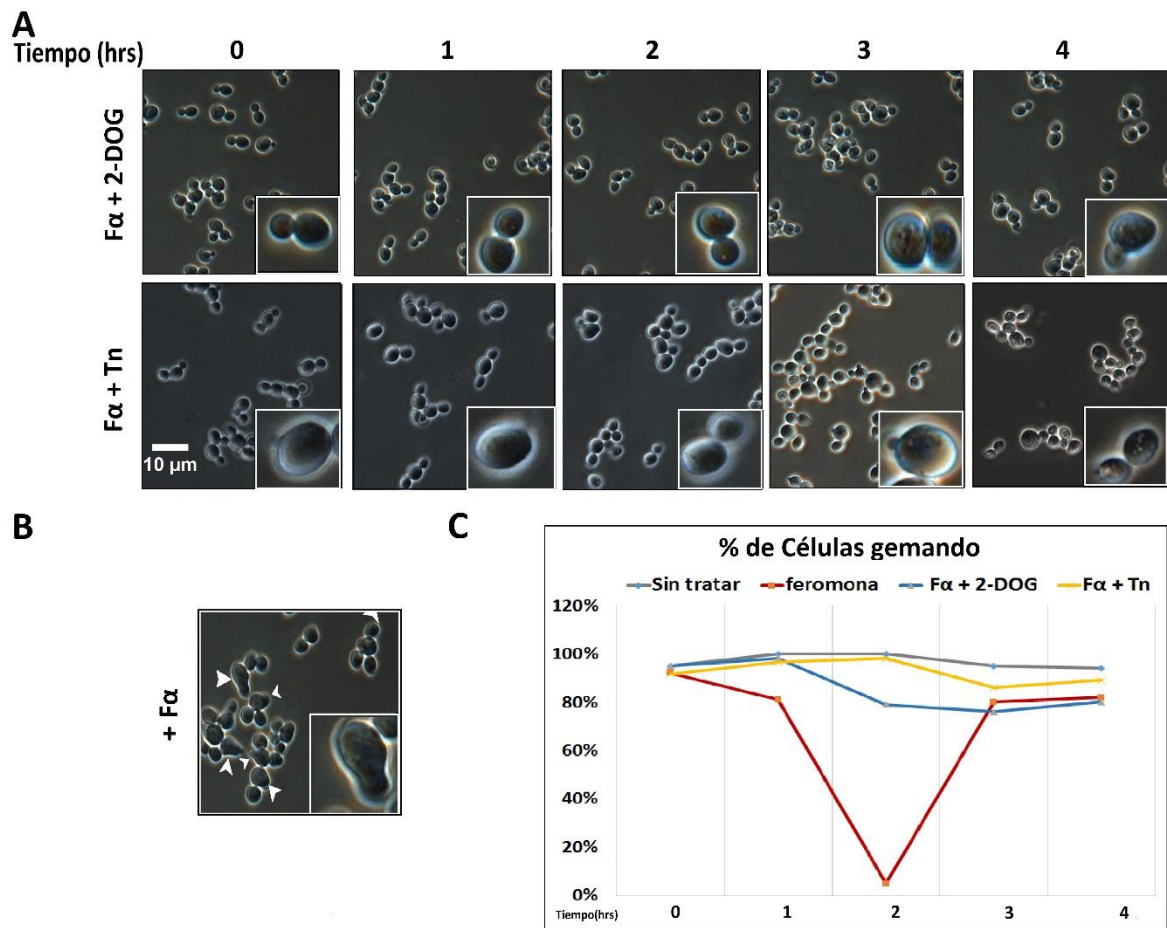 A
Tiempo (hrs) 0 1 2 3 4
Fα + 2-DOG
Fα + Tn
10 µm
B
+ Fα
C
% de Células gemando
Sin tratar feromona Fα + 2-DOG Fα + Tn
120%
100%
80%
60%
40%
20%
0%
Tiempo(hrs) 0 1 2 3 4